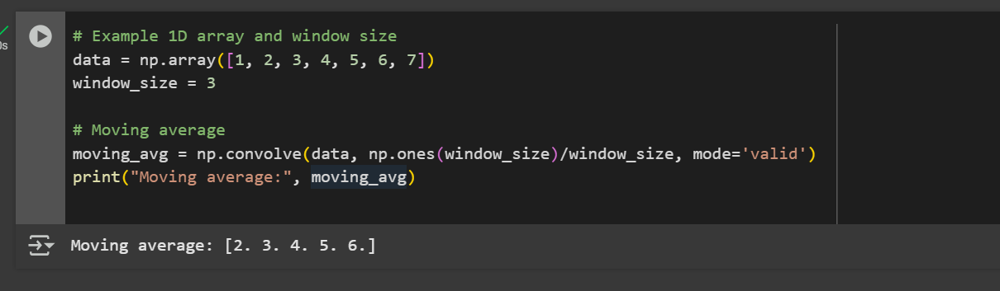 # Example 1D array and window size
data = np.array([1, 2, 3, 4, 5, 6, 7])
window_size = 3
# Moving average
moving_avg = np.convolve(data, np.ones(window_size)/window_size, mode='valid')
print("Moving average:", moving_avg)
Moving average: [2. 3. 4. 5. 6.]